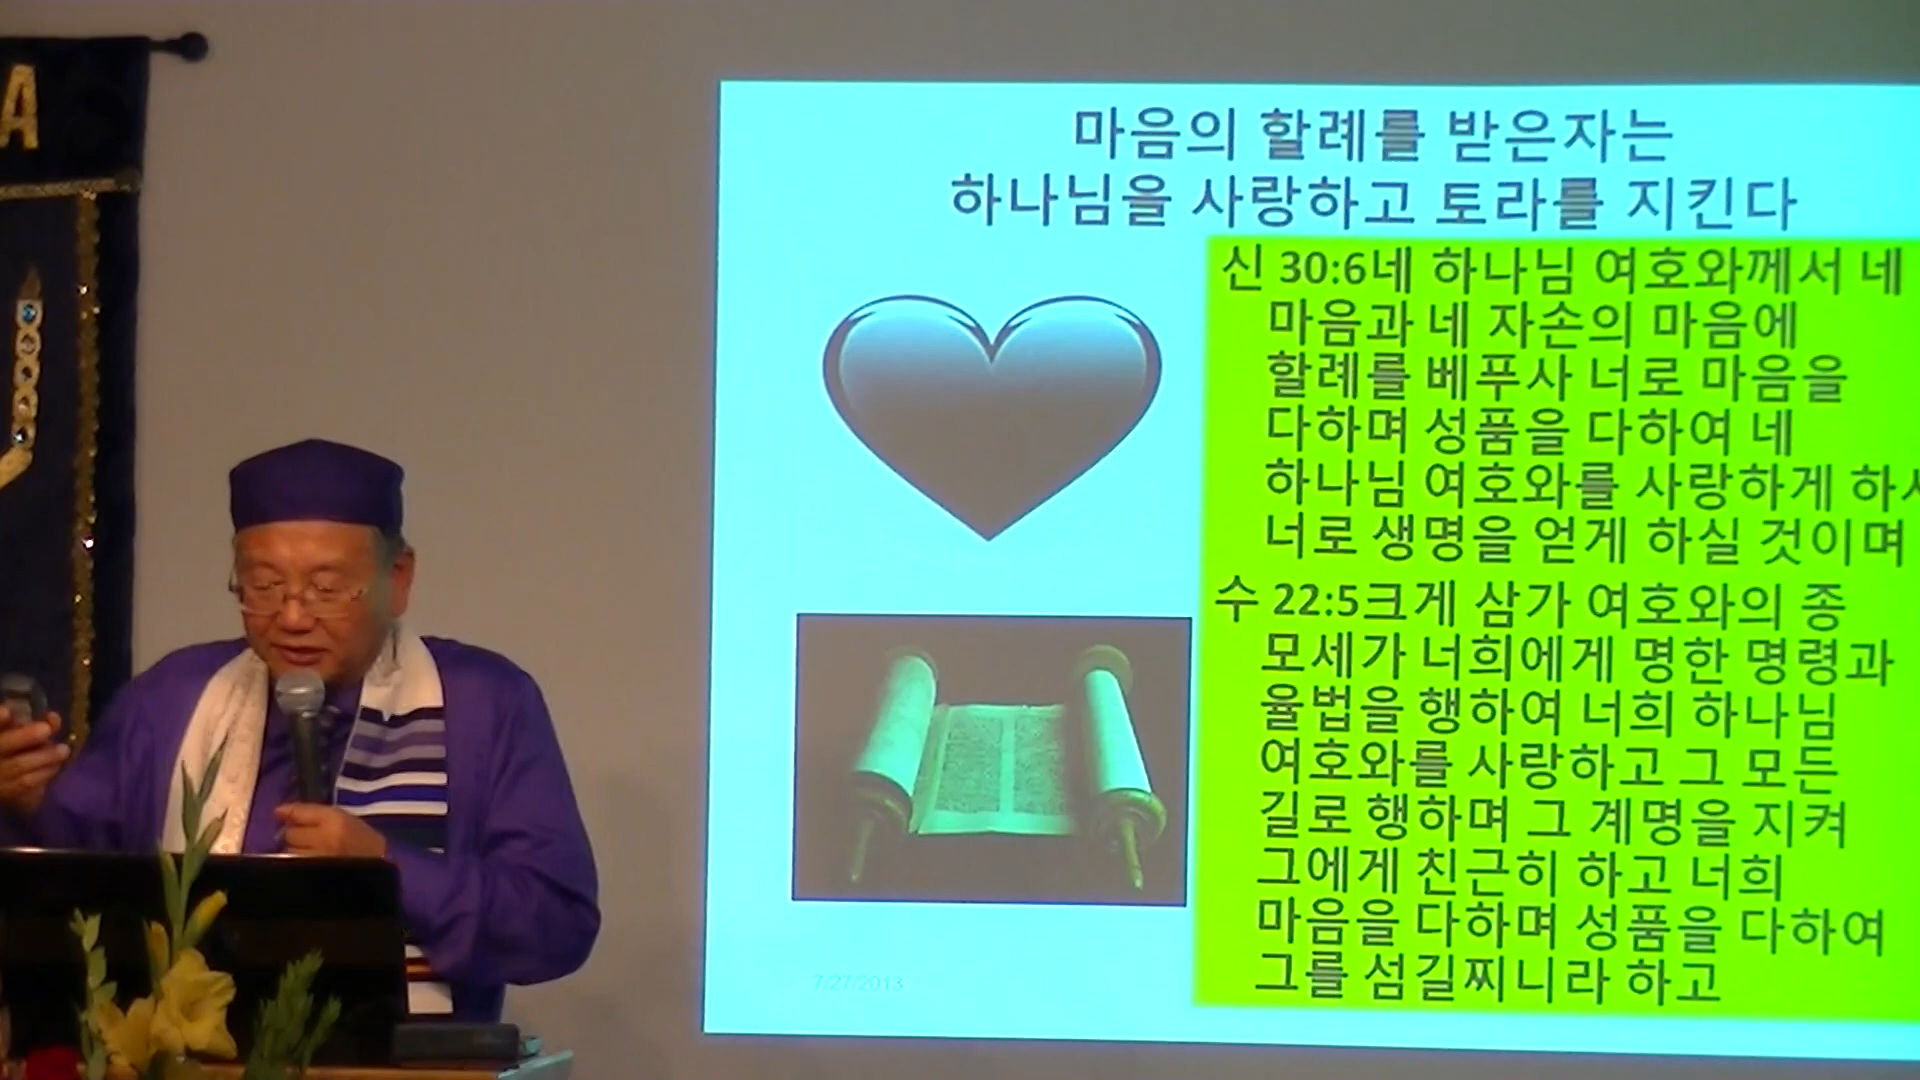 A
마음의 할례를 받은자는
하나님을 사랑하고 토라를 지킨다
신 30:6네 하나님 여호와께서 네
마음과 네 자손의 마음에
할례를 베푸사 너로 마음을
다하며 성품을 다하여 네
하나님 여호와를 사랑하게 하
너로 생명을 얻게 하실 것이며
수 22:5크게 삼가 여호와의 종
모세가 너희에게 명한 명령과
율법을 행하여 너희 하나님
여호와를 사랑하고 그 모든
길로 행하며 그 계명을 지켜
그에게 친근히 하고 너희
마음을 다하며 성품을 다하여
그를 섬길찌니라 하고
7/27/2013